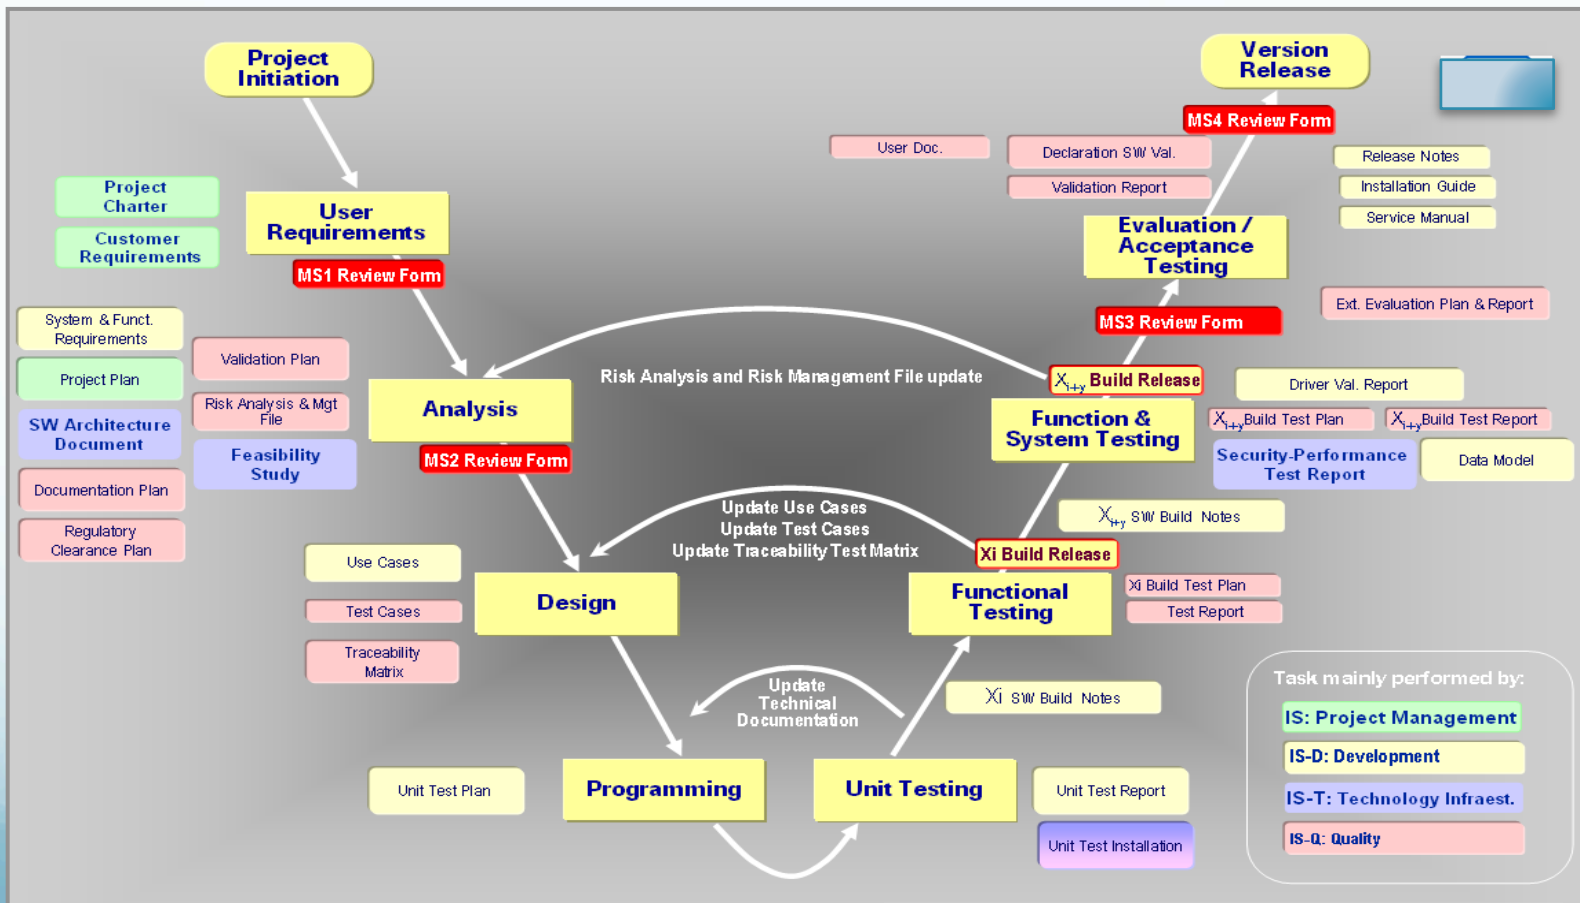 Project
Initiation
Version
Release
MS4 Review Form
User Doc.
Declaration SW Val.
Validation Report
Release Notes
Installation Guide
Service Manual
Project
Charter
Customer
Requirements
User
Requirements
MS1 Review Form
Evaluation /
Acceptance
Testing
Ext. Evaluation Plan & Report
MS3 Review Form
System & Funct.
Requirements
Validation Plan
Project Plan
Risk Analysis & Mgt
File
SW Architecture
Document
Feasibility
Study
Documentation Plan
Regulatory
Clearance Plan
Analysis
MS2 Review Form
Risk Analysis and Risk Management File update
Xi+y Build Release
Function &
System Testing
Driver Val. Report
Xi+y Build Test Plan
Xi+y Build Test Report
Security-Performance
Test Report
Data Model
Xi+y SW Build Notes
Update Use Cases
Update Test Cases
Update Traceability Test Matrix
Xi Build Release
Use Cases
Test Cases
Traceability
Matrix
Design
Functional
Testing
Xi Build Test Plan
Test Report
Xi SW Build Notes
Update
Technical
Documentation
Unit Test Plan
Programming
Unit Testing
Unit Test Report
Unit Test Installation
Task mainly performed by:
IS: Project Management
IS-D: Development
IS-T: Technology Infraest.
IS-Q: Quality